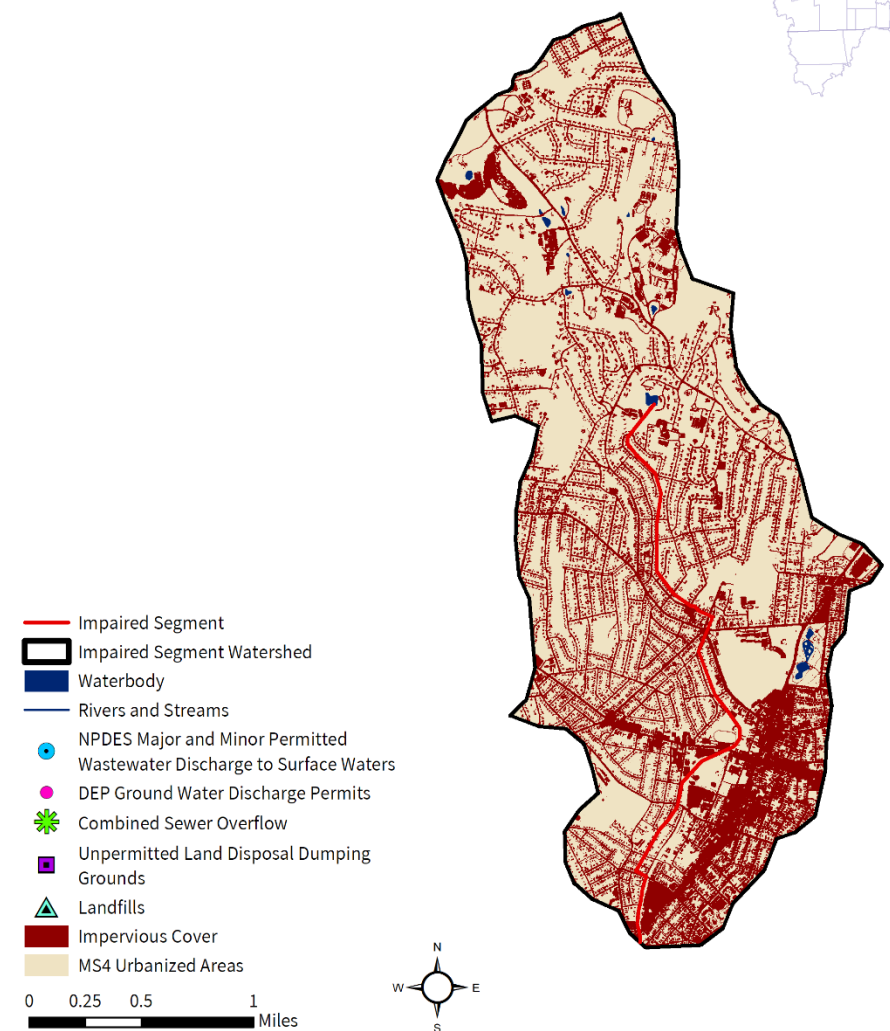 Impaired Segment
Impaired Segment Watershed
Waterbody
Rivers and Streams
NPDES Major and Minor Permitted
Wastewater Discharge to Surface Waters
DEP Ground Water Discharge Permits
Combined Sewer Overflow
Unpermitted Land Disposal Dumping
Grounds
Landfills
Impervious Cover
MS4 Urbanized Areas
0 0.25 0.5 1
Miles
N
W E
S